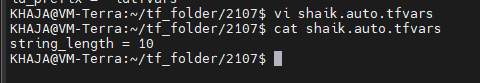 KHAJA@VM-Terra:~/tf_folder/2107$ vi shaik.auto.tfvars
KHAJA@VM-Terra:~/tf_folder/2107$ cat shaik.auto.tfvars
string_length = 10
KHAJA@VM-Terra:~/tf_folder/2107$